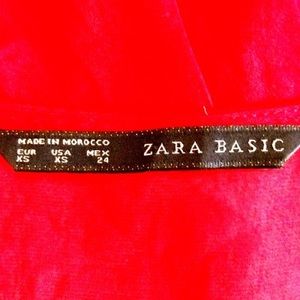 MADE IN MOROCCO
EUR USA MEX
XS XS 24
ZARA BASIC